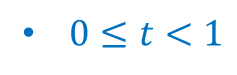 • 0 ≤ t < 1